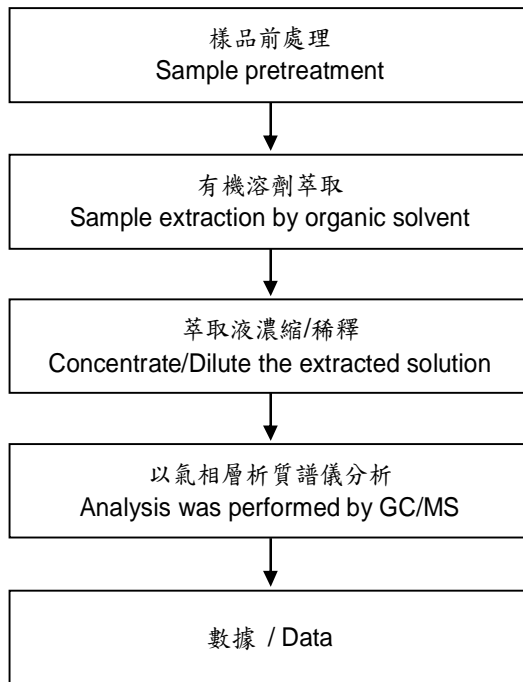 樣品前處理
Sample pretreatment
有機溶劑萃取
Sample extraction by organic solvent
萃取液濃縮/稀釋
Concentrate/Dilute the extracted solution
以氣相層析質譜儀分析
Analysis was performed by GC/MS
數據 / Data